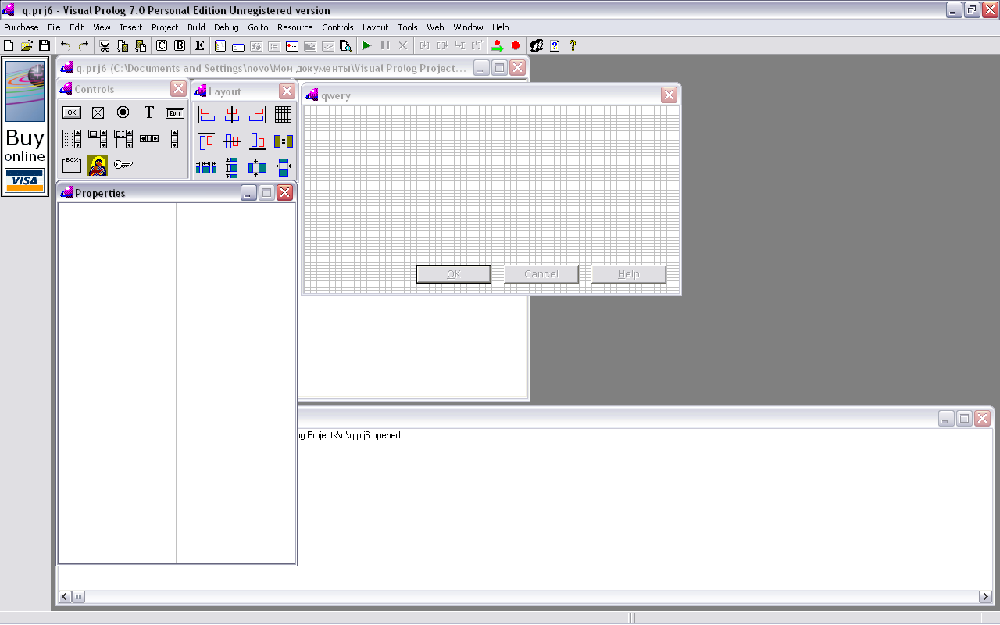 q.prj6 - Visual Prolog 7.0 Personal Edition Unregistered version
Purchase File Edit View Insert Project Build Debug Go to Resource Controls Layout Tools Web Window Help
C B E
q.prj6 (C:\Documents and Settings\novo\Мои документы\Visual Prolog Project...
Controls
Layout
qwery
OK T EDIT
BOX
Buy
online
VISA
Properties
OK Cancel Help
og Projects\q\q.prj6 opened